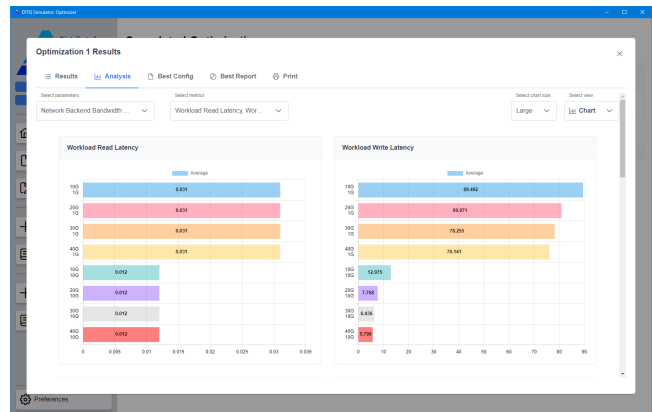 DITIS Simulator: Optimizer
Optimization 1 Results
Results
Analysis
Best Config
Best Report
Print
Select parameters
Select metrics
Select chart size
Select view
Network Backend Bandwidth ...
Workload Read Latency, Wor...
Large
Chart
Workload Read Latency
Average
10G
1G
0.031
20G
1G
0.031
30G
1G
0.031
40G
1G
0.031
10G
10G
0.012
20G
10G
0.012
30G
10G
0.012
40G
10G
0.012
0 0.005 0.01 0.015 0.02 0.025 0.03 0.035
Workload Write Latency
Average
10G
1G
89.492
20G
1G
80.971
30G
1G
78.255
40G
1G
76.141
10G
10G
12.975
20G
10G
7.768
30G
10G
6.436
40G
10G
5.790
0 10 20 30 40 50 60 70 80 90
Preferences